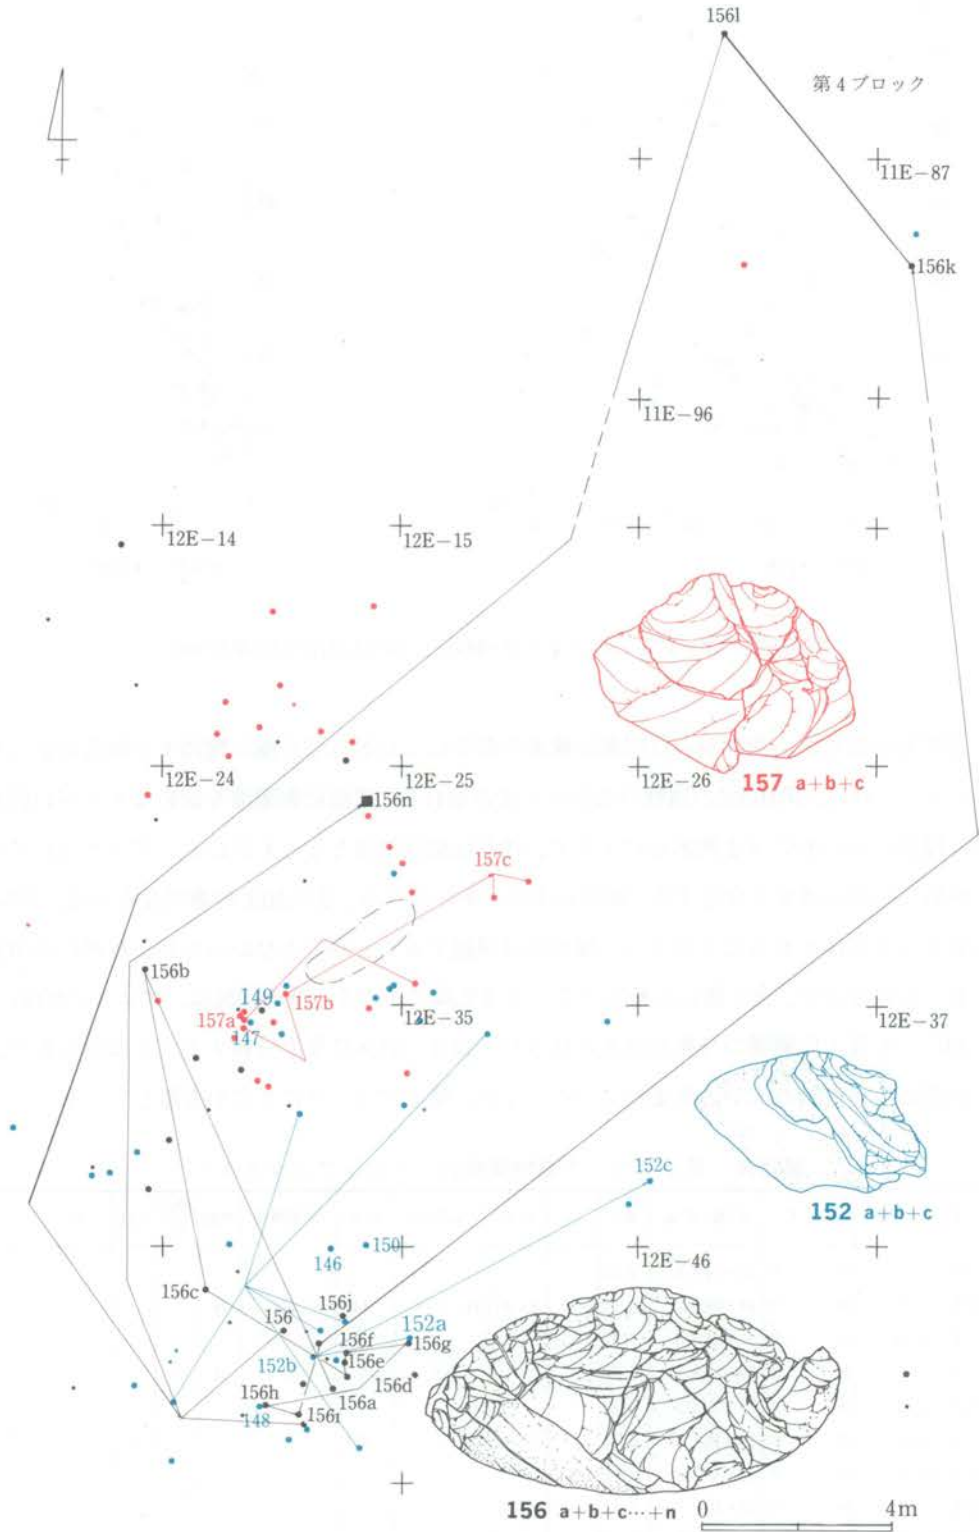 156l
第4ブロック
11E-87
156k
11E-96
12E-14
12E-15
12E-24
12E-25
12E-26
156n
157 a+b+c
157c
156b
149
157b
157a
147
12E-35
12E-37
152c
152 a+b+c
146
150
12E-46
156c
156j
156
156f
152a
156g
152b
156e
156d
156h
156a
148
156i
156 a+b+c…+n
0 4m